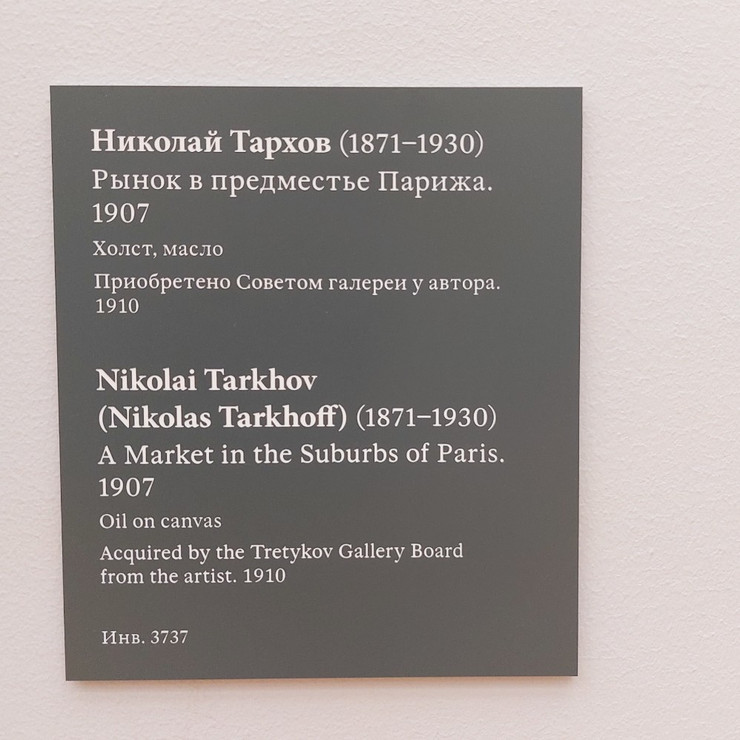 Николай Тархов (1871–1930)
Рынок в предместье Парижа.
1907
Холст, масло
Приобретено Советом галереи у автора.
1910
Nikolai Tarkhov
(Nikolas Tarkhoff) (1871–1930)
A Market in the Suburbs of Paris.
1907
Oil on canvas
Acquired by the Tretykov Gallery Board
from the artist. 1910
Инв. 3737